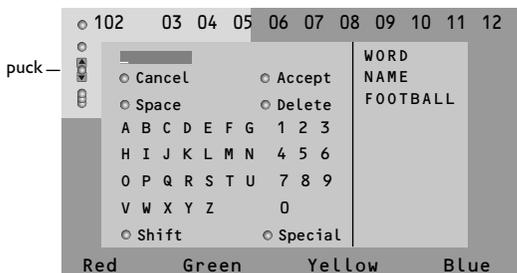 102 03 04 05 06 07 08 09 10 11 12
puck
WORD
NAME
FOOTBALL
Cancel Accept
Space Delete
A B C D E F G 1 2 3
H I J K L M N 4 5 6
O P Q R S T U 7 8 9
V W X Y Z 0
Shift Special
Red Green Yellow Blue